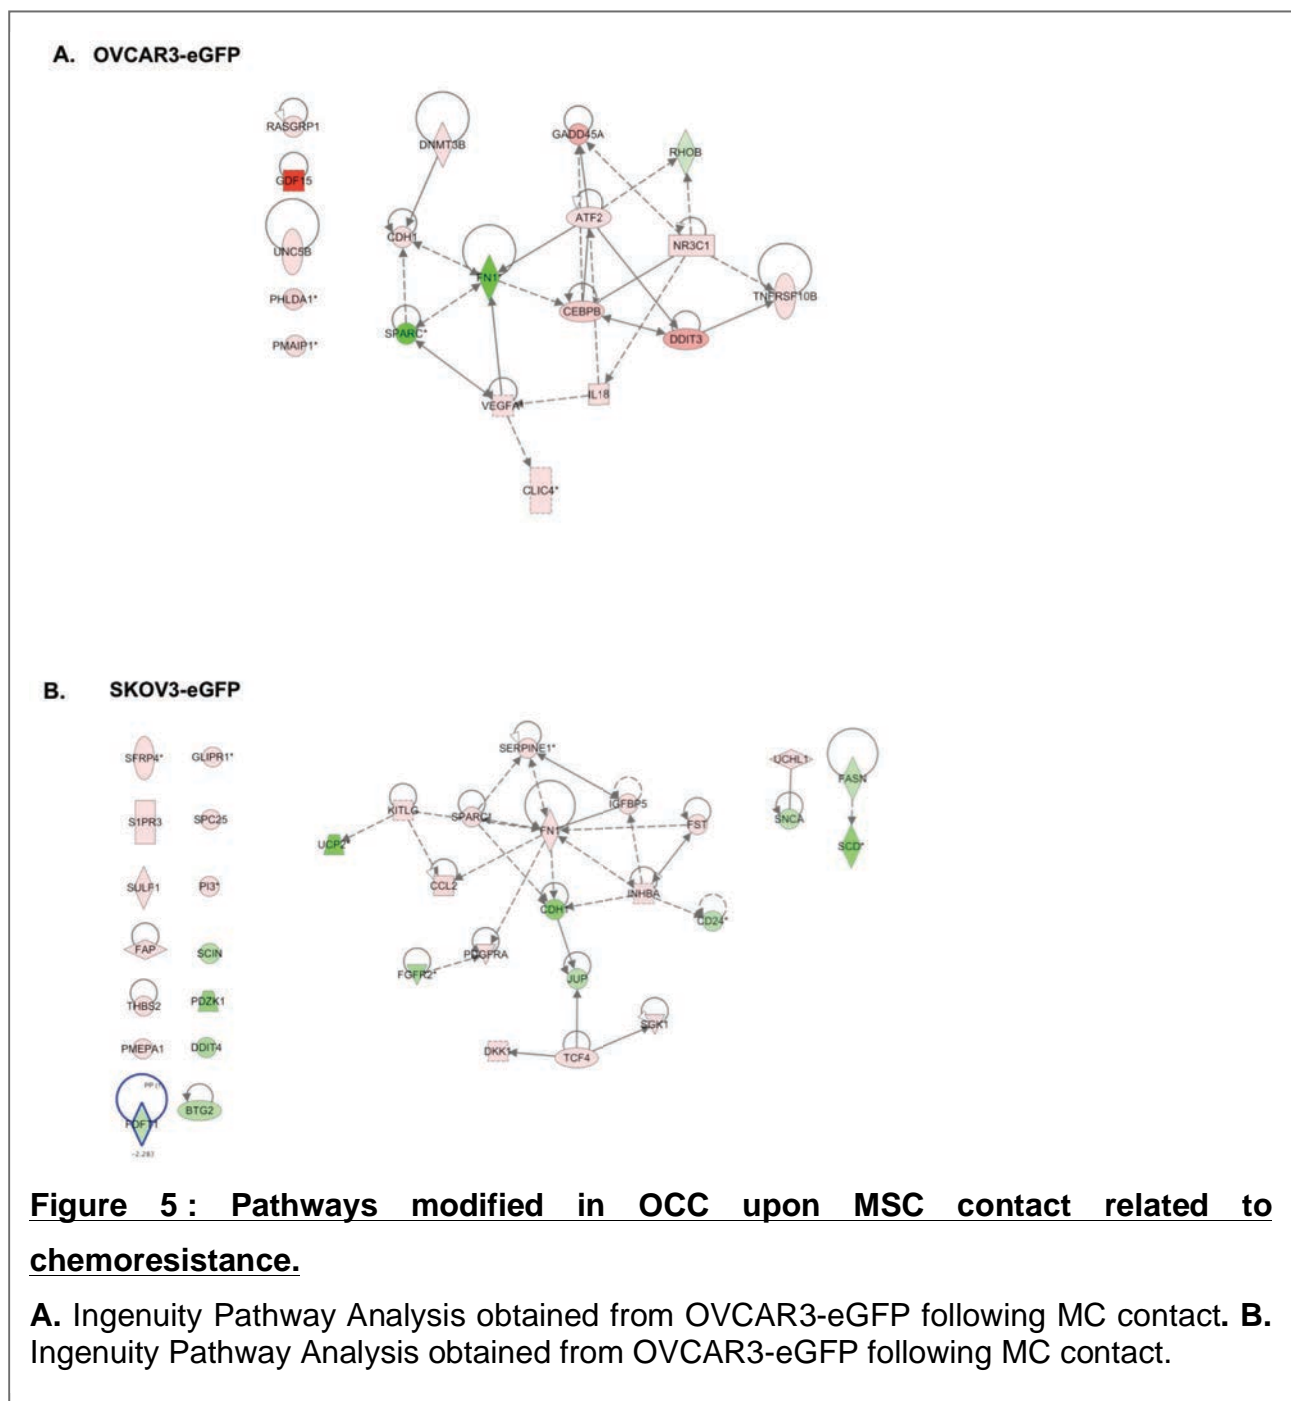 A. OVCAR3-eGFP
RASGRP1
GDF15
UNC5B
PHLDA1*
PMAIP1*
DNMT3B
GADD45A
RHOB
CDH1
ATF2
NR3C1
FN1*
TNFRSF10B
SPARC*
CEBPB
DDIT3
VEGFA*
IL18
CLIC4*
B. SKOV3-eGFP
SFRP4*
GLIPR1*
S1PR3
SPC25
SULF1
PI3*
FAP
SCIN
THBS2
PDZK1
PMEPA1
DDIT4
FDFT1
-2.283
BTG2
SERPINE1*
KITLG
SPARC*
IGFBP5
FN1*
FST
UCP2*
CCL2
INHBA
CDH1
CD24*
FGFR2*
PDGFRA
JUP
SGK1
DKK1
TCF4
UCHL1
FASN
SNCA
SCD*
Figure 5 : Pathways modified in OCC upon MSC contact related to
chemoresistance.
A. Ingenuity Pathway Analysis obtained from OVCAR3-eGFP following MC contact. B.
Ingenuity Pathway Analysis obtained from OVCAR3-eGFP following MC contact.